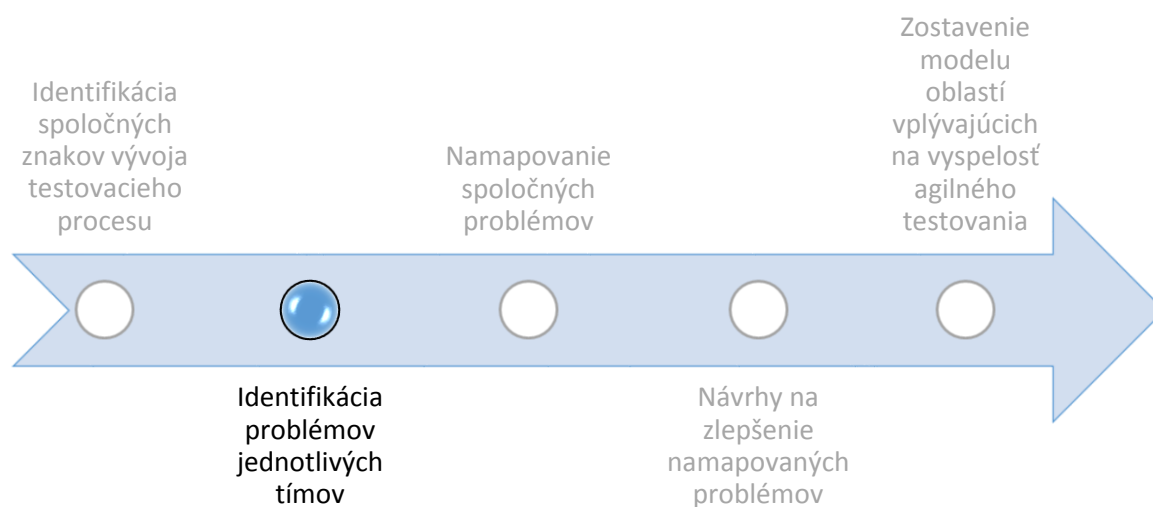 Identifikácia
spoločných
znakov vývoja
testovacieho
procesu
Identifikácia
problémov
jednotlivých
tímov
Namapovanie
spoločných
problémov
Návrhy na
zlepšenie
namapovaných
problémov
Zostavenie
modelu
oblastí
vplývajúcich
na vyspelosť
agilného
testovania